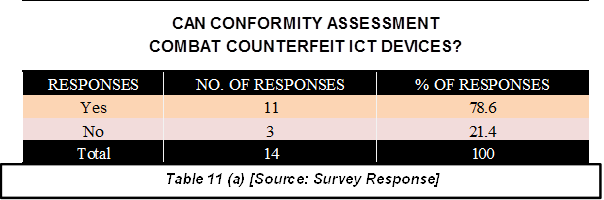 CAN CONFORMITY ASSESSMENT
COMBAT COUNTERFEIT ICT DEVICES?
RESPONSES NO. OF RESPONSES % OF RESPONSES
Yes 11 78.6
No 3 21.4
Total 14 100
Table 11 (a) [Source: Survey Response]